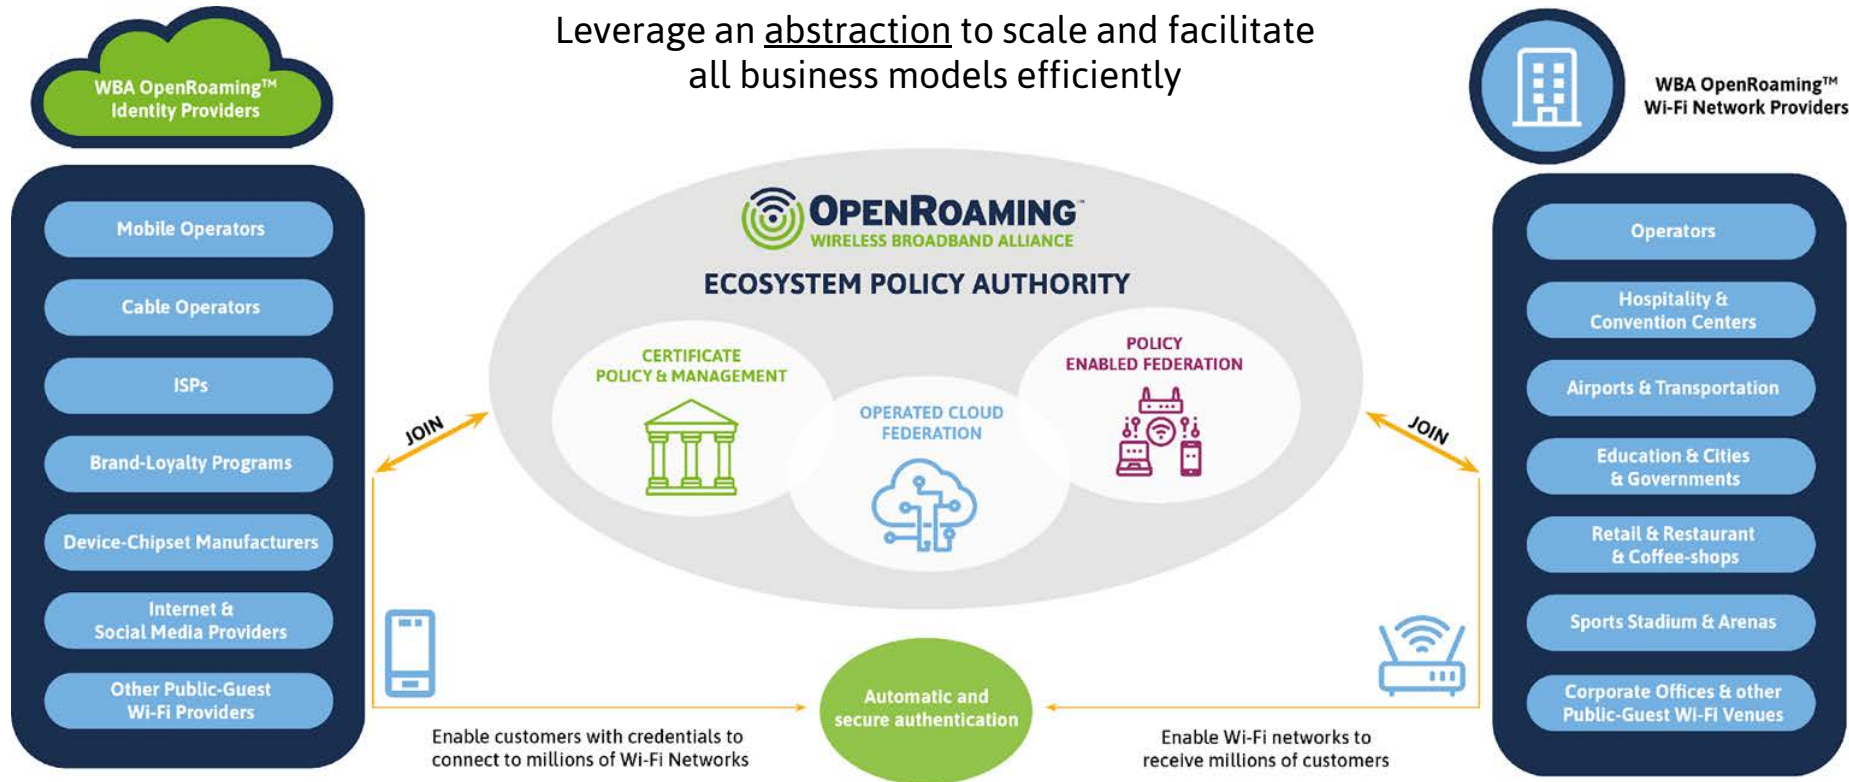 Leverage an abstraction to scale and facilitate
all business models efficiently
WBA OpenRoaming™
Identity Providers
Mobile Operators
Cable Operators
ISPs
Brand-Loyalty Programs
Device-Chipset Manufacturers
Internet &
Social Media Providers
Other Public-Guest
Wi-Fi Providers
JOIN
OPENROAMING™
WIRELESS BROADBAND ALLIANCE
ECOSYSTEM POLICY AUTHORITY
CERTIFICATE
POLICY & MANAGEMENT
OPERATED CLOUD
FEDERATION
POLICY
ENABLED FEDERATION
JOIN
WBA OpenRoaming™
Wi-Fi Network Providers
Operators
Hospitality &
Convention Centers
Airports & Transportation
Education & Cities
& Governments
Retail & Restaurant
& Coffee-shops
Sports Stadium & Arenas
Corporate Offices & other
Public-Guest Wi-Fi Venues
Enable customers with credentials to
connect to millions of Wi-Fi Networks
Automatic and
secure authentication
Enable Wi-Fi networks to
receive millions of customers